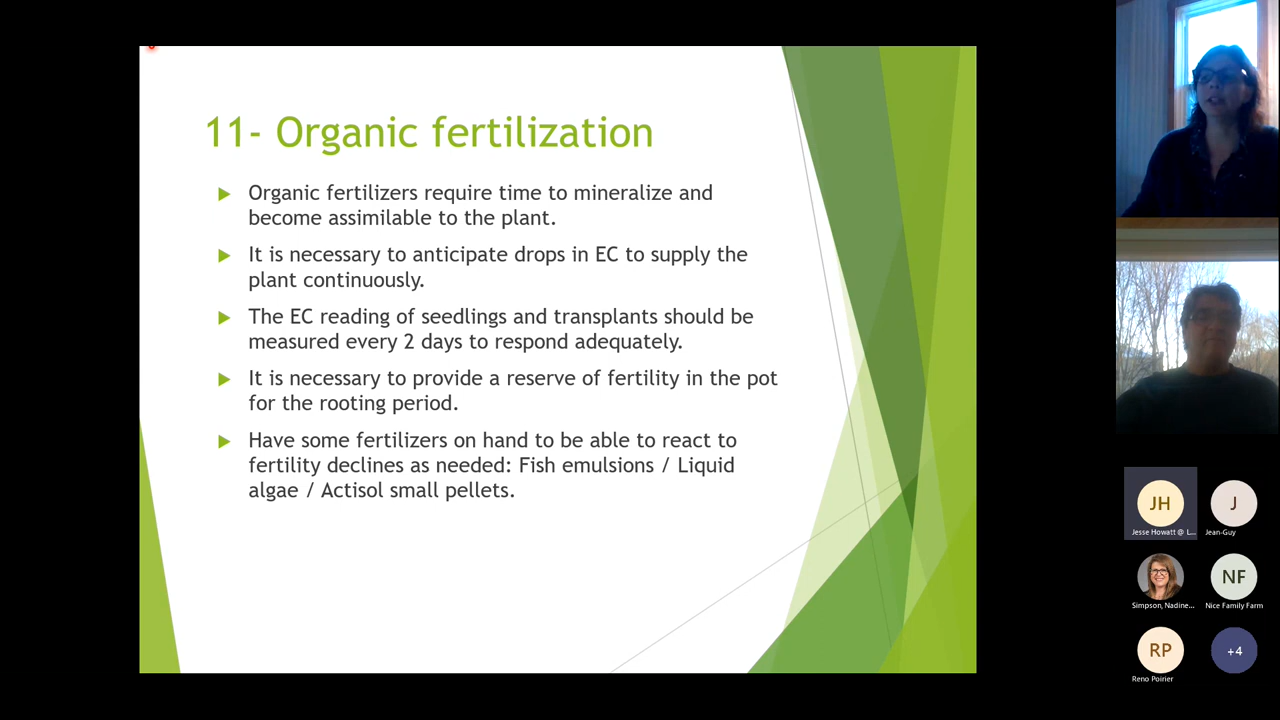 11- Organic fertilization
Organic fertilizers require time to mineralize and
become assimilable to the plant.
It is necessary to anticipate drops in EC to supply the
plant continuously.
The EC reading of seedlings and transplants should be
measured every 2 days to respond adequately.
It is necessary to provide a reserve of fertility in the pot
for the rooting period.
Have some fertilizers on hand to be able to react to
fertility declines as needed: Fish emulsions / Liquid
algae / Actisol small pellets.
JH
J
Jesse Howatt @ L...
Jean-Guy
NF
Simpson, Nadine...
Nice Family Farm
RP
+4
Reno Poirier